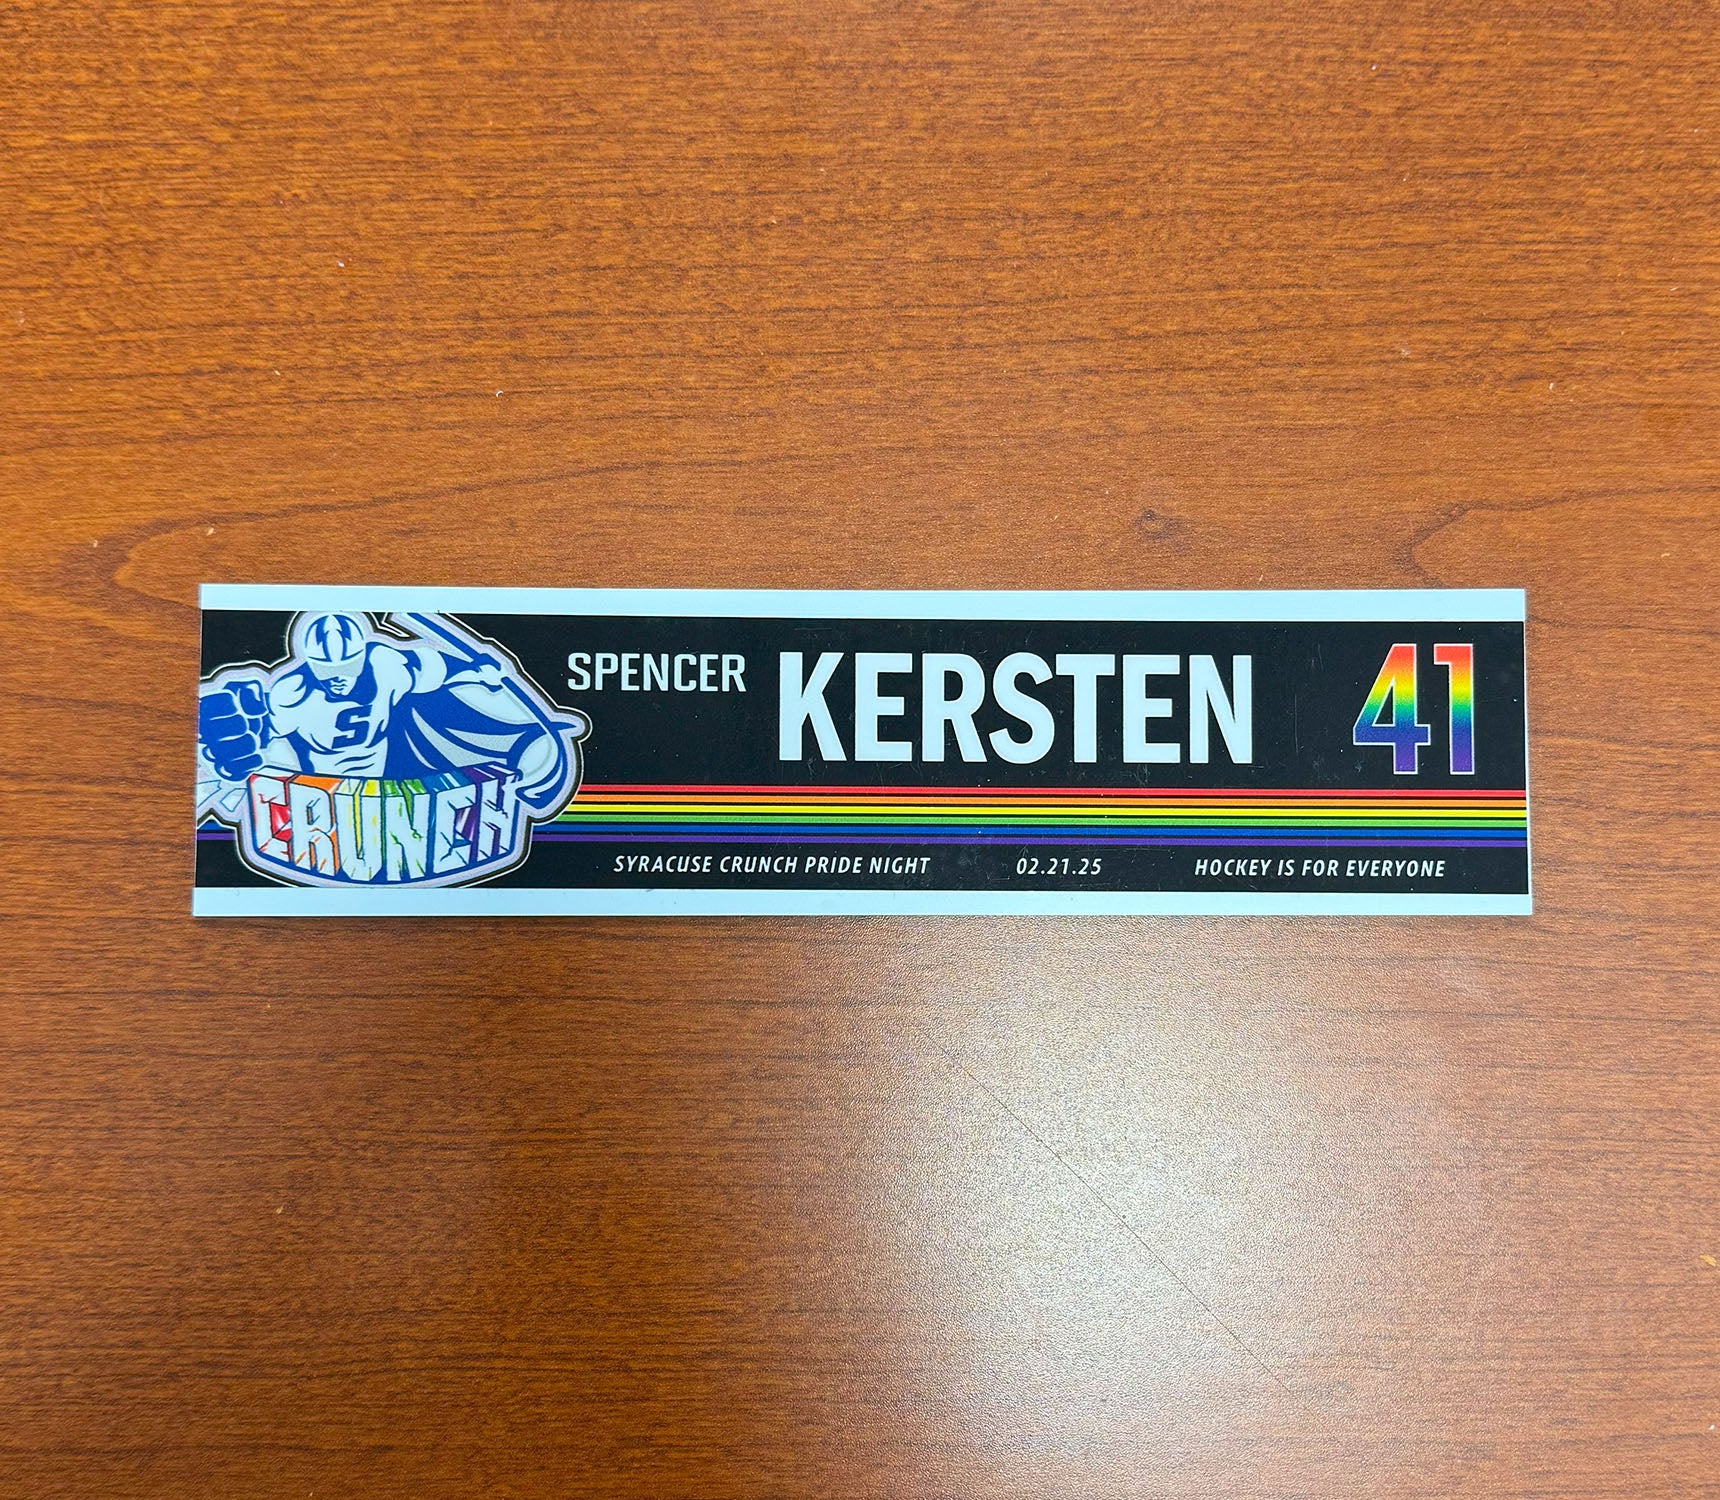 SPENCER KERSTEN 41
S
CRUNCH
SYRACUSE CRUNCH PRIDE NIGHT 02.21.25 HOCKEY IS FOR EVERYONE